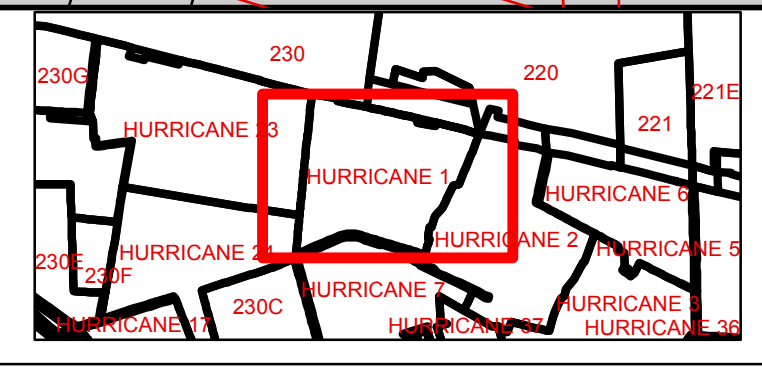 230
220
230G
221E
221
HURRICANE 23
HURRICANE 1
HURRICANE 6
HURRICANE 2
HURRICANE 5
HURRICANE 24
230E
230F
HURRICANE 7
230C
HURRICANE 3
HURRICANE 17
HURRICANE 37
HURRICANE 36